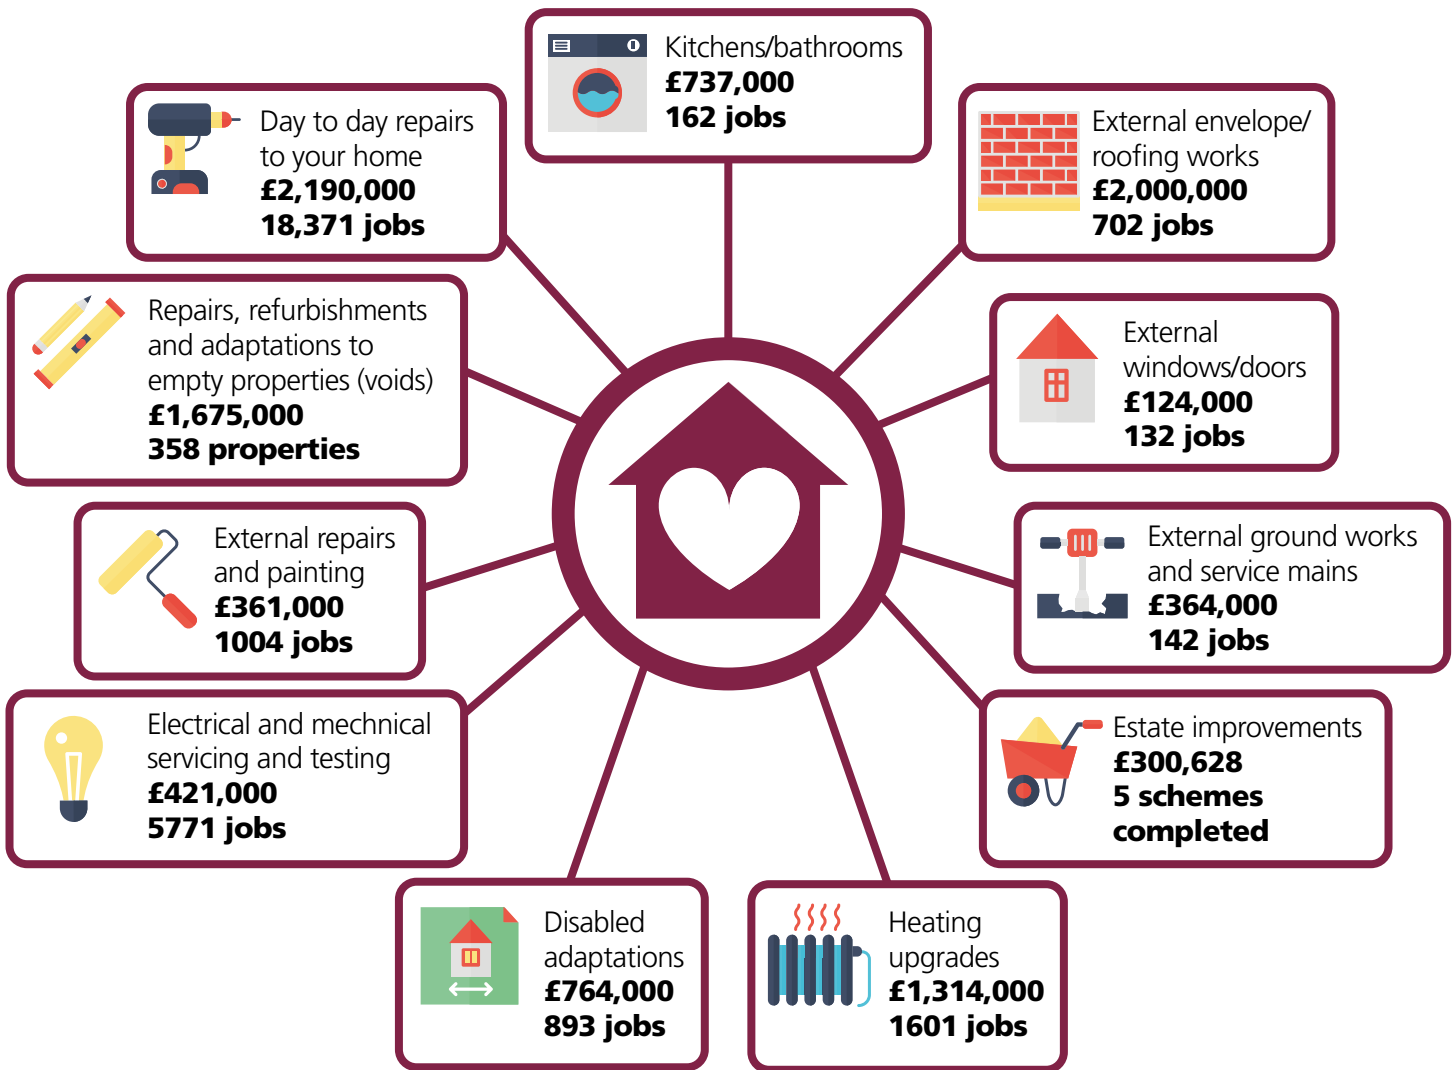 Kitchens/bathrooms
£737,000
162 jobs
Day to day repairs
to your home
£2,190,000
18,371 jobs
External envelope/
roofing works
£2,000,000
702 jobs
Repairs, refurbishments
and adaptations to
empty properties (voids)
£1,675,000
358 properties
External
windows/doors
£124,000
132 jobs
External repairs
and painting
£361,000
1004 jobs
External ground works
and service mains
£364,000
142 jobs
Electrical and mechnical
servicing and testing
£421,000
5771 jobs
Estate improvements
£300,628
5 schemes
completed
Disabled
adaptations
£764,000
893 jobs
Heating
upgrades
£1,314,000
1601 jobs